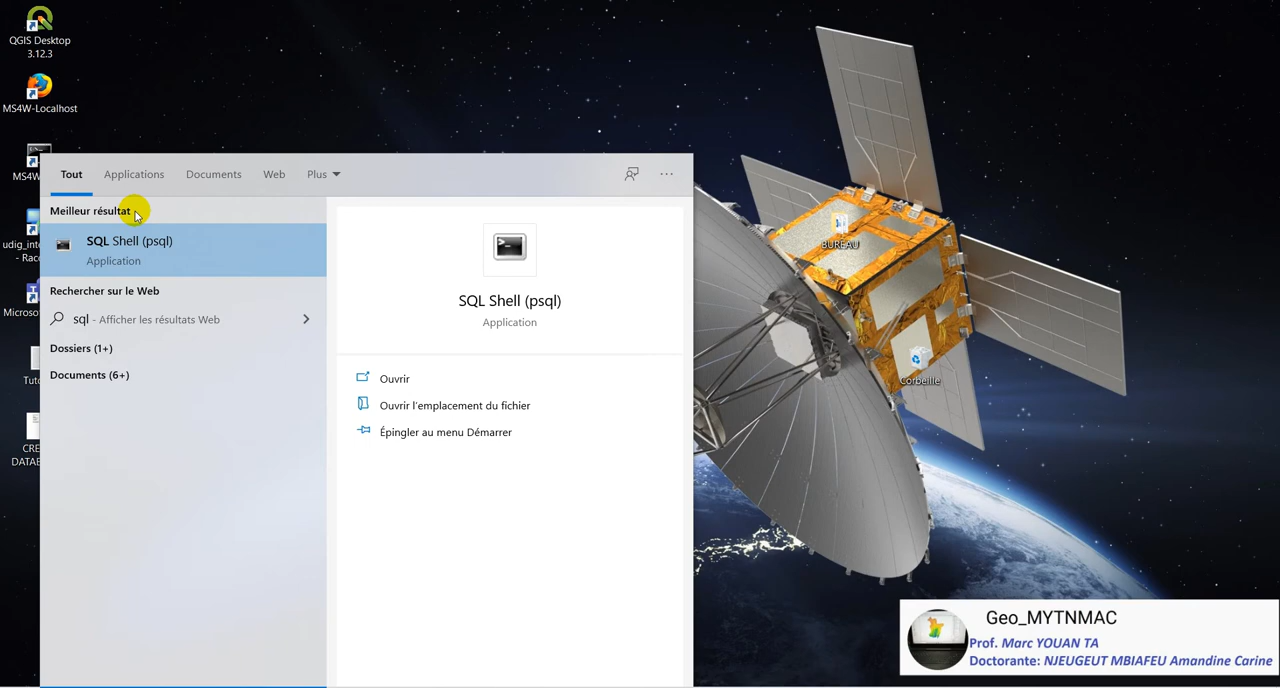 QGIS Desktop
3.12.3
MS4W-Localhost
MS4W
udig_inte
- Raco
Microsof
Tuto
CRE
DATAB
Tout
Applications
Documents
Web
Plus
Meilleur résultat
SQL Shell (psql)
Application
Rechercher sur le Web
sql - Afficher les résultats Web
Dossiers (1+)
Documents (6+)
SQL Shell (psql)
Application
Ouvrir
Ouvrir l'emplacement du fichier
Épingler au menu Démarrer
BUREAU
Corbeille
Geo_MYTNMAC
Prof. Marc YOUAN TA
Doctorante: NJEUGEUT MBIAFEU Amandine Carine